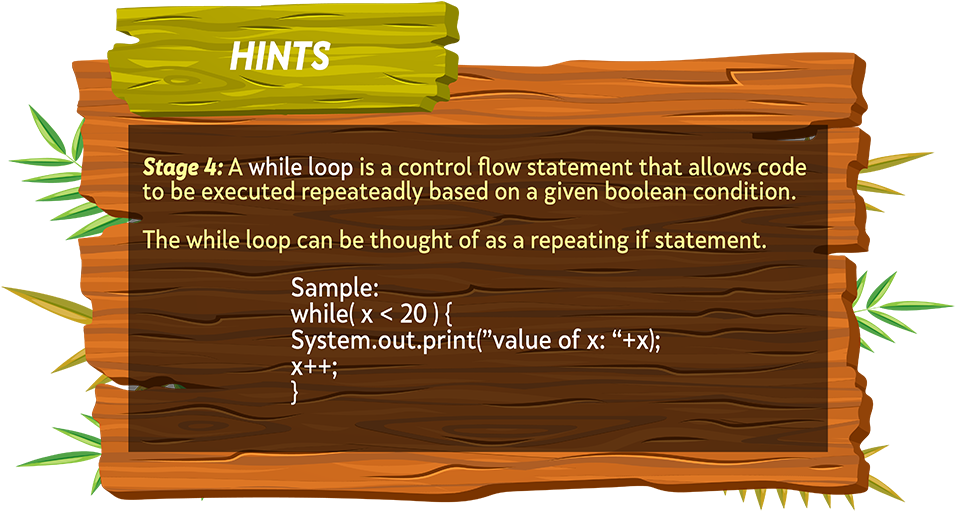 HINTS
Stage 4: A while loop is a control flow statement that allows code
to be executed repeateadly based on a given boolean condition.
The while loop can be thought of as a repeating if statement.
Sample:
while( x < 20 ) {
System.out.print(”value of x: “+x);
x++;
}